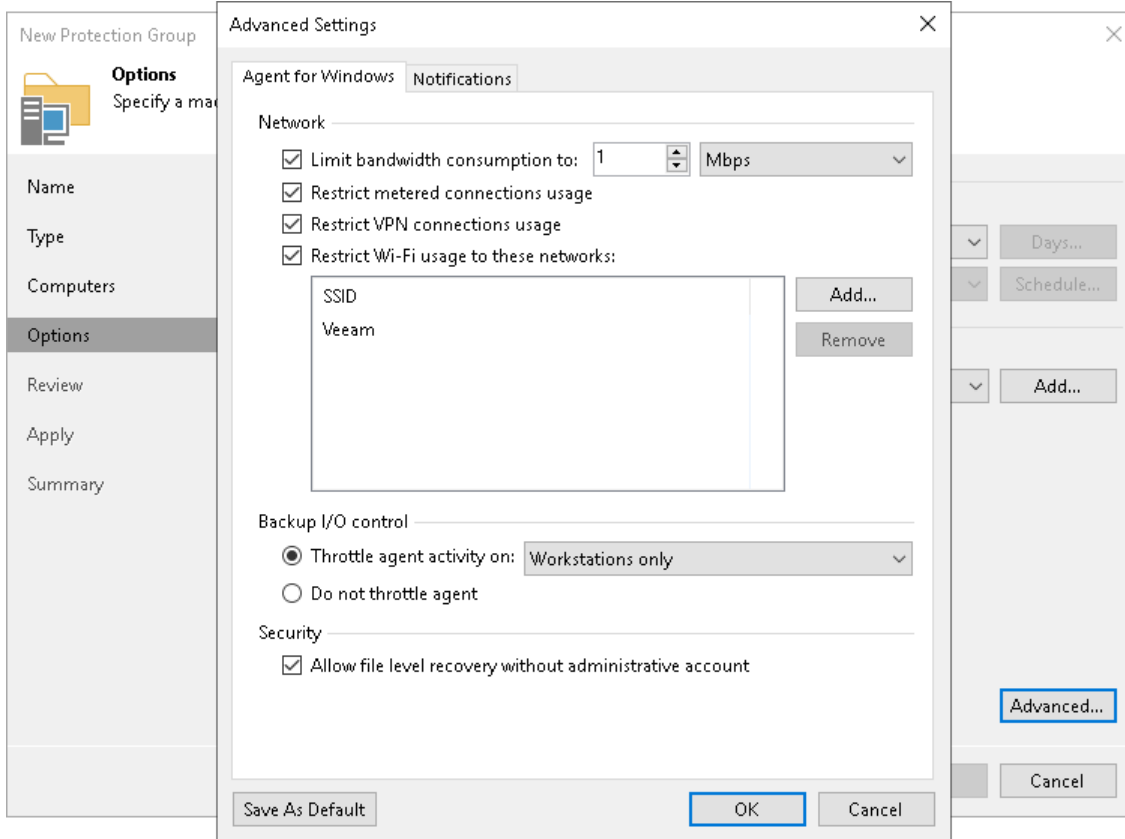 New Protection Group
Options
Specify a
Name
Type
Computers
Options
Review
Apply
Summary
Advanced Settings
Agent for Windows
Notifications
Network
Limit bandwidth consumption to: 1 Mbps
Restrict metered connections usage
Restrict VPN connections usage
Restrict Wi-Fi usage to these networks:
SSID
Veeam
Add...
Remove
Backup I/O control
Throttle agent activity on: Workstations only
Do not throttle agent
Security
Allow file level recovery without administrative account
Save As Default
OK
Cancel
Days...
Schedule...
Add...
Advanced...
Cancel